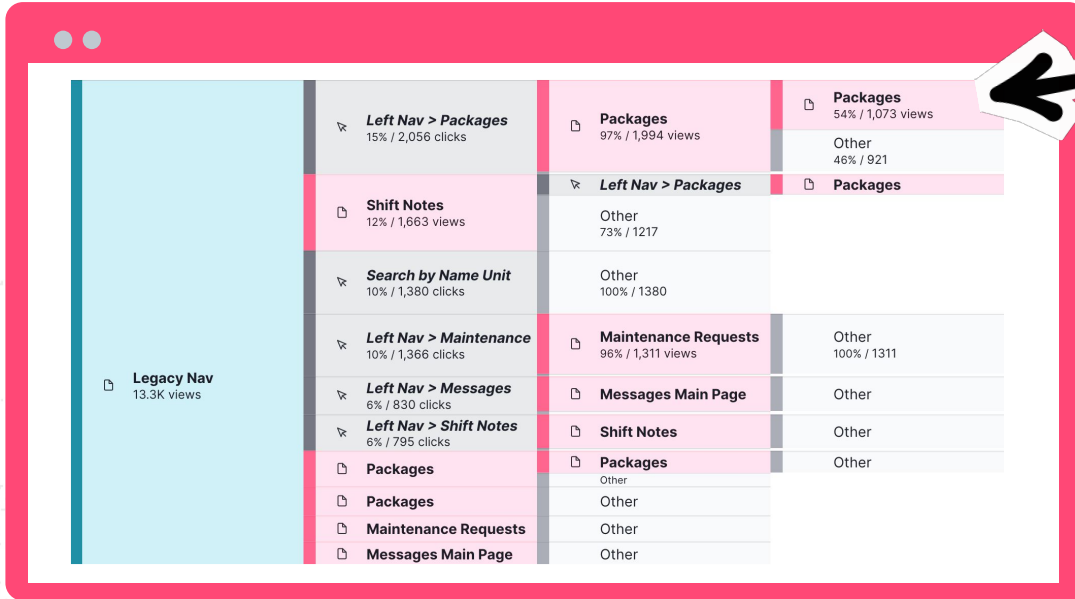 Legacy Nav
13.3K views
Left Nav > Packages
15% / 2,056 clicks
Shift Notes
12% / 1,663 views
Search by Name Unit
10% / 1,380 clicks
Left Nav > Maintenance
10% / 1,366 clicks
Left Nav > Messages
6% / 830 clicks
Left Nav > Shift Notes
6% / 795 clicks
Packages
Packages
Maintenance Requests
Messages Main Page
Packages
97% / 1,994 views
Left Nav > Packages
Other
73% / 1217
Other
100% / 1380
Maintenance Requests
96% / 1,311 views
Messages Main Page
Shift Notes
Packages
Other
Other
Other
Other
Packages
54% / 1,073 views
Other
46% / 921
Packages
Other
100% / 1311
Other
Other
Other